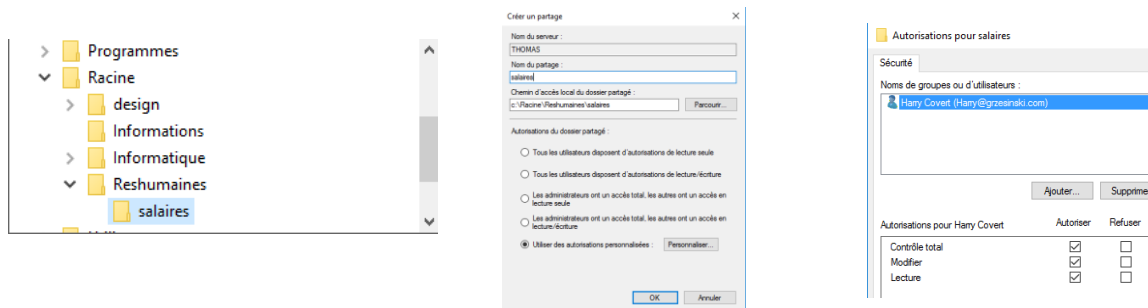 Programmes
Racine
design
Informations
Informatique
Reshumaines
salaires
Créer un partage
Nom du serveur :
THOMAS
Nom du partage :
salaires
Chemin d'accès local du dossier partagé :
c:\Racine\Reshumaines\salaires
Parcourir...
Autorisations du dossier partagé :
Tous les utilisateurs disposent d'autorisations de lecture seule
Tous les utilisateurs disposent d'autorisations de lecture/écriture
Les administrateurs ont un accès total, les autres ont un accès en
lecture seule
Les administrateurs ont un accès total, les autres ont un accès en
lecture/écriture
Utiliser des autorisations personnalisées :
Personnaliser...
OK
Annuler
Autorisations pour salaires
Sécurité
Noms de groupes ou d'utilisateurs :
Harry Covert (Harry@grzesinski.com)
Ajouter...
Supprime
Autorisations pour Harry Covert
Autoriser
Refuser
Contrôle total
Modifier
Lecture